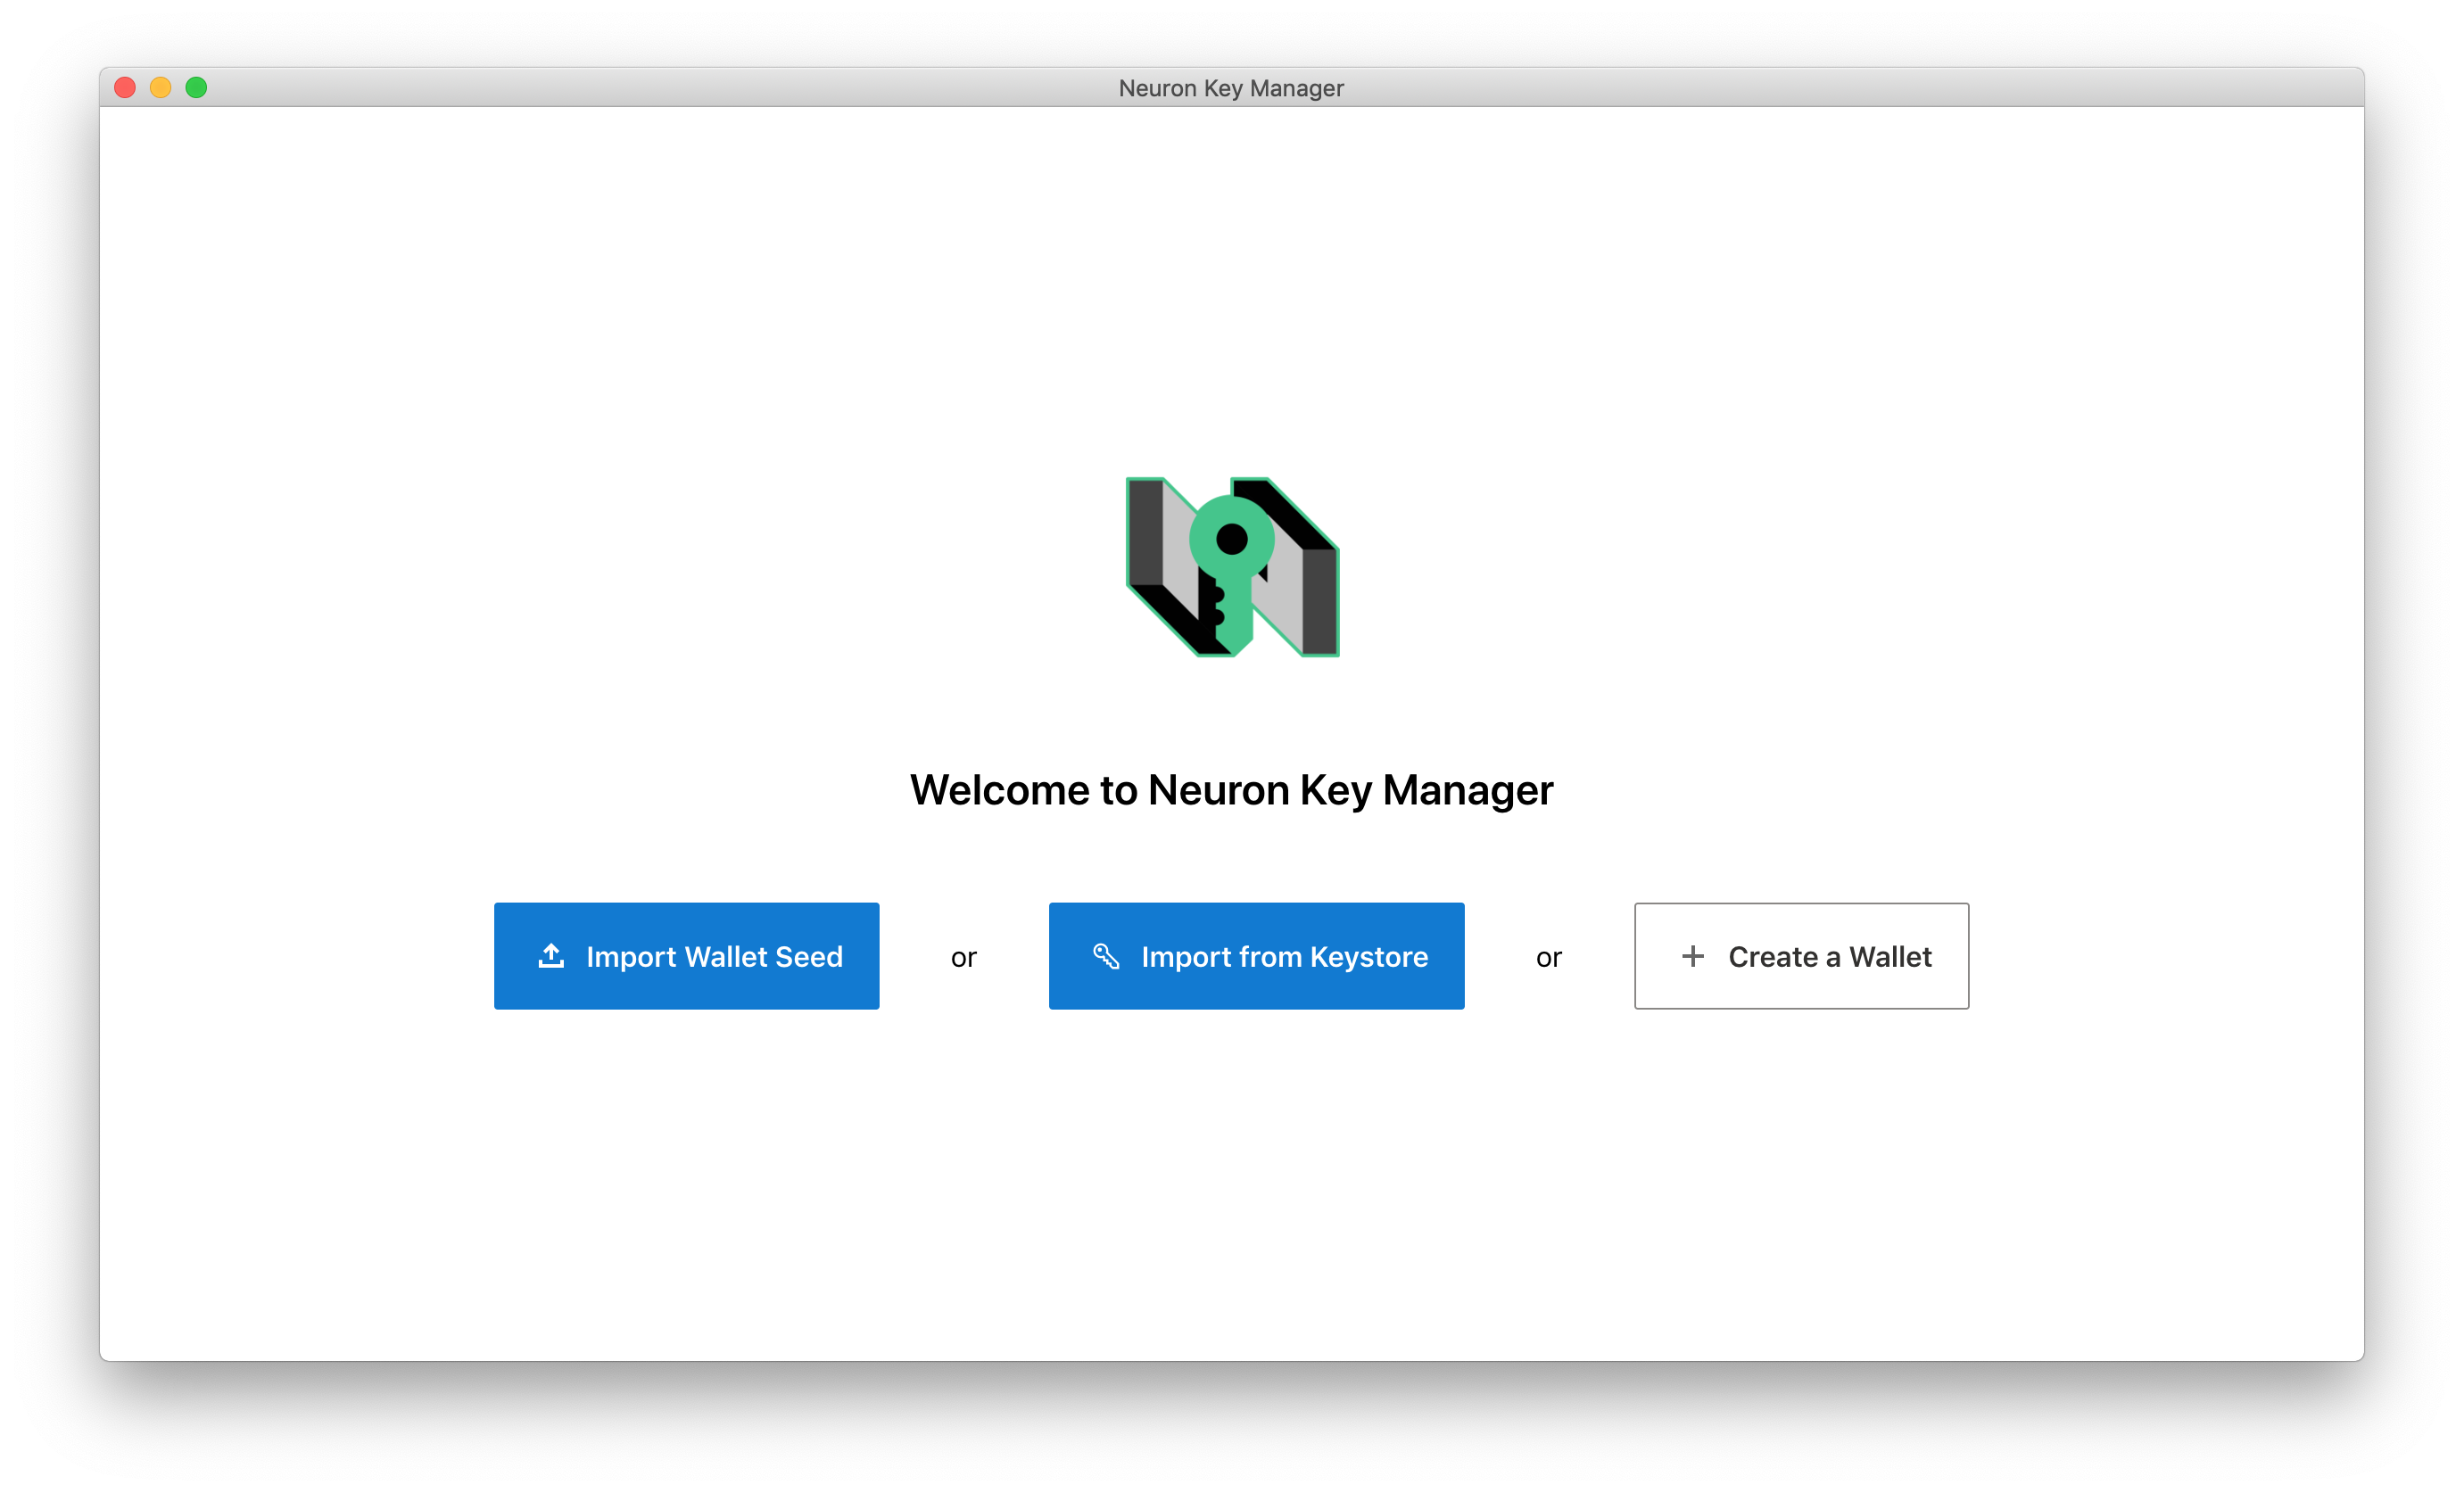 Neuron Key Manager
Welcome to Neuron Key Manager
Import Wallet Seed or Import from Keystore or Create a Wallet